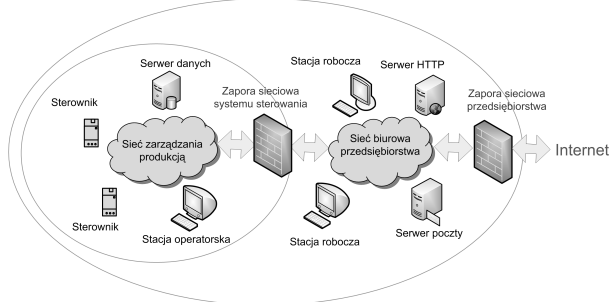 Serwer danych
Stacja robocza
Serwer HTTP
Zapora sieciowa
systemu sterowania
Zapora sieciowa
przedsiębiorstwa
Sterownik
Sieć zarządzania
produkcją
Sieć biurowa
przedsiębiorstwa
Internet
Sterownik
Stacja operatorska
Stacja robocza
Serwer poczty